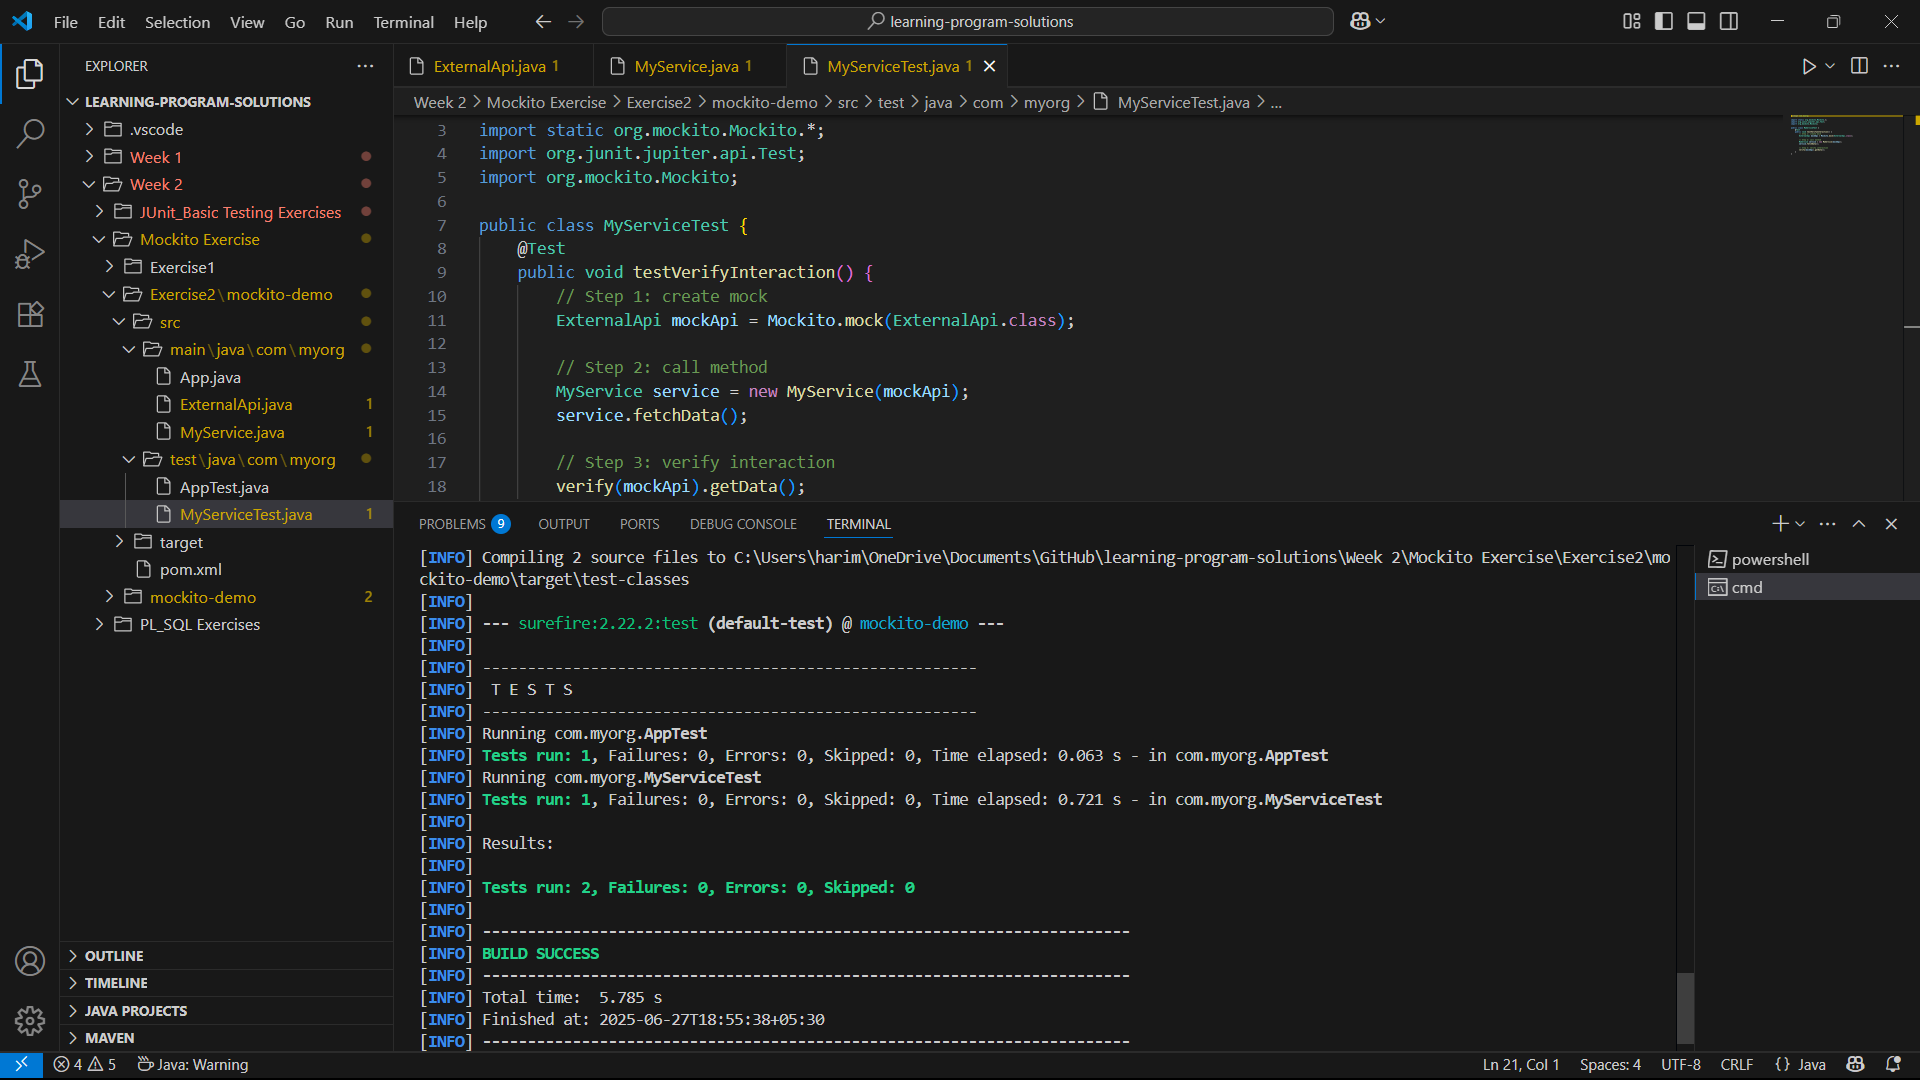 File Edit Selection View Go Run Terminal Help
learning-program-solutions
EXPLORER
LEARNING-PROGRAM-SOLUTIONS
.vscode
Week 1
Week 2
JUnit_Basic Testing Exercises
Mockito Exercise
Exercise1
Exercise2\mockito-demo
src
main\java\com\myorg
App.java
ExternalApi.java 1
MyService.java 1
test\java\com\myorg
AppTest.java
MyServiceTest.java 1
target
pom.xml
mockito-demo 2
PL_SQL Exercises
OUTLINE
TIMELINE
JAVA PROJECTS
MAVEN
ExternalApi.java 1 MyService.java 1 MyServiceTest.java 1
Week 2 > Mockito Exercise > Exercise2 > mockito-demo > src > test > java > com > myorg > MyServiceTest.java > ...
3 import static org.mockito.Mockito.*;
4 import org.junit.jupiter.api.Test;
5 import org.mockito.Mockito;
6
7 public class MyServiceTest {
8 @Test
9 public void testVerifyInteraction() {
10 // Step 1: create mock
11 ExternalApi mockApi = Mockito.mock(ExternalApi.class);
12
13 // Step 2: call method
14 MyService service = new MyService(mockApi);
15 service.fetchData();
16
17 // Step 3: verify interaction
18 verify(mockApi).getData();
PROBLEMS 9 OUTPUT PORTS DEBUG CONSOLE TERMINAL
[INFO] Compiling 2 source files to C:\Users\harim\OneDrive\Documents\GitHub\learning-program-solutions\Week 2\Mockito Exercise\Exercise2\mo
ckito-demo\target\test-classes
[INFO]
[INFO] --- surefire:2.22.2:test (default-test) @ mockito-demo ---
[INFO]
[INFO] -------------------------------------------------------
[INFO] T E S T S
[INFO] -------------------------------------------------------
[INFO] Running com.myorg.AppTest
[INFO] Tests run: 1, Failures: 0, Errors: 0, Skipped: 0, Time elapsed: 0.063 s - in com.myorg.AppTest
[INFO] Running com.myorg.MyServiceTest
[INFO] Tests run: 1, Failures: 0, Errors: 0, Skipped: 0, Time elapsed: 0.721 s - in com.myorg.MyServiceTest
[INFO]
[INFO] Results:
[INFO]
[INFO] Tests run: 2, Failures: 0, Errors: 0, Skipped: 0
[INFO]
[INFO] ------------------------------------------------------------------------
[INFO] BUILD SUCCESS
[INFO] ------------------------------------------------------------------------
[INFO] Total time: 5.785 s
[INFO] Finished at: 2025-06-27T18:55:38+05:30
[INFO] ------------------------------------------------------------------------
powershell
cmd
4 5 Java: Warning
Ln 21, Col 1 Spaces: 4 UTF-8 CRLF {} Java